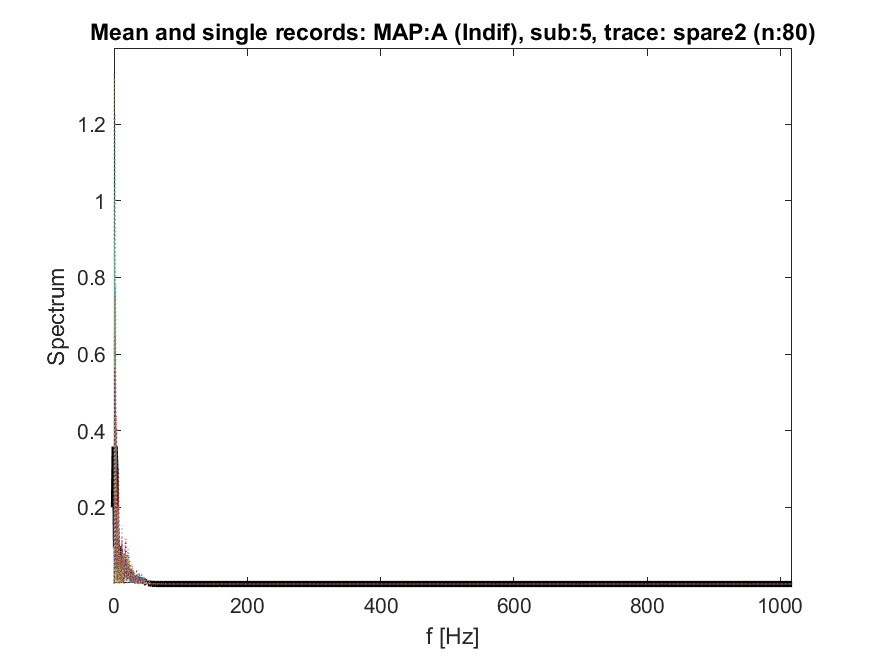 Mean and single records: MAP:A (Indif), sub:5, trace: spare2 (n:80)
1.2
1
0.8
0.6
0.4
0.2
Spectrum
0 200 400 600 800 1000
f [Hz]